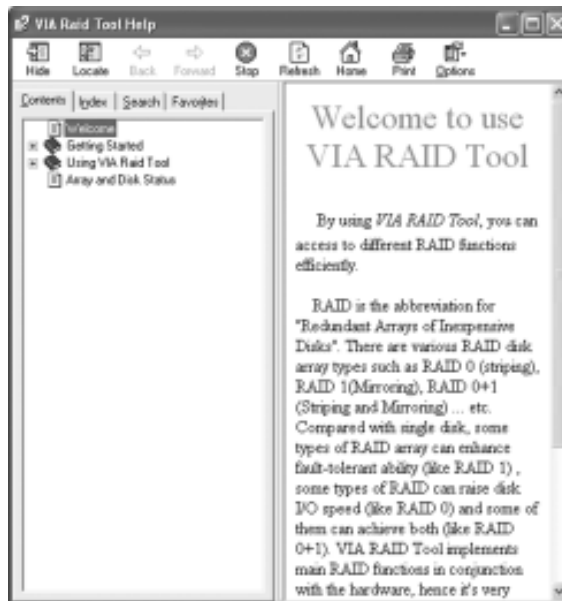 VIA Raid Tool Help
Hide Locate Back Forward Stop Refresh Home Print Options
Contents Index Search Favorites
Welcome
Getting Started
Using VIA Raid Tool
Array and Disk Status
Welcome to use
VIA RAID Tool
By using VIA RAID Tool, you can
access to different RAID functions
efficiently.
RAID is the abbreviation for
"Redundant Arrays of Inexpensive
Disks". There are various RAID disk
array types such as RAID 0 (striping),
RAID 1(Mirroring), RAID 0+1
(Striping and Mirroring) ... etc.
Compared with single disk, some
types of RAID array can enhance
fault-tolerant ability (like RAID 1) ,
some types of RAID can raise disk
I/O speed (like RAID 0) and some of
them can achieve both (like RAID
0+1). VIA RAID Tool implements
main RAID functions in conjunction
with the hardware, hence it's very